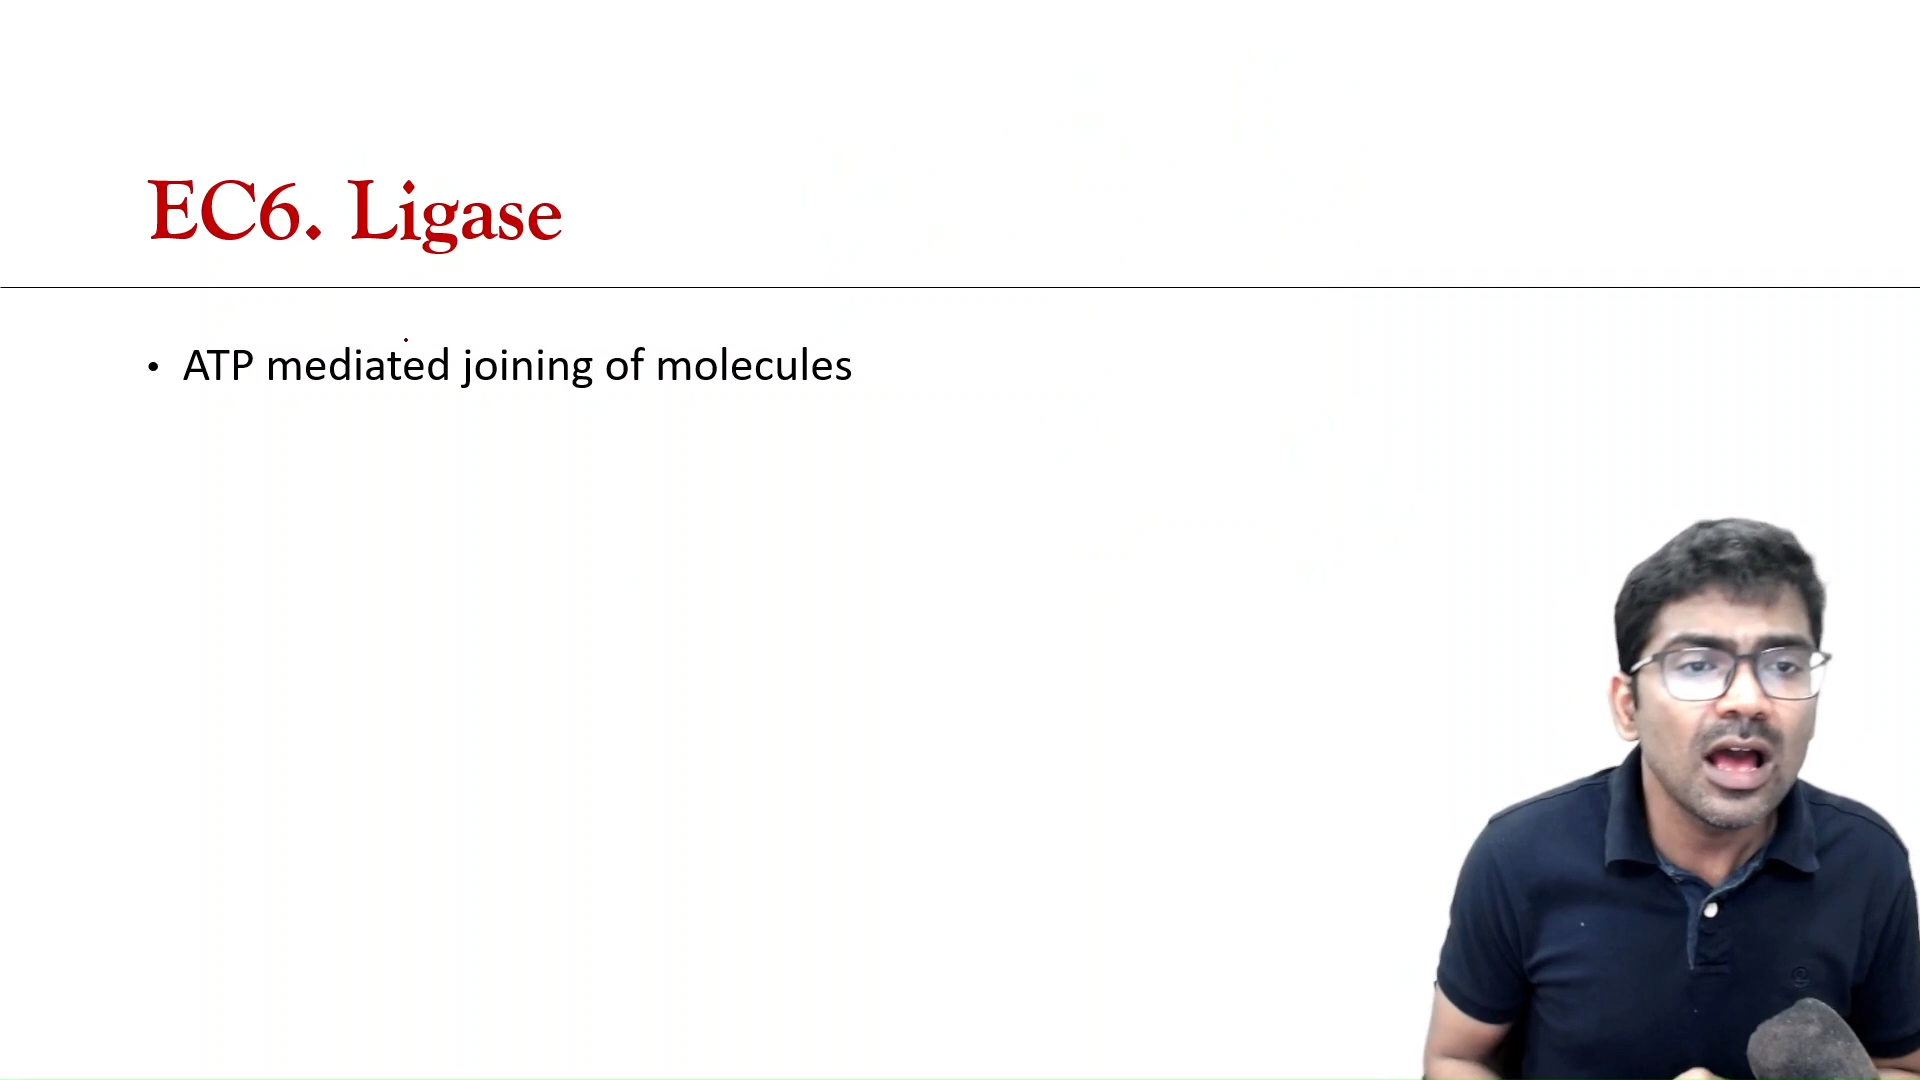 EC6. Ligase
• ATP mediated joining of molecules